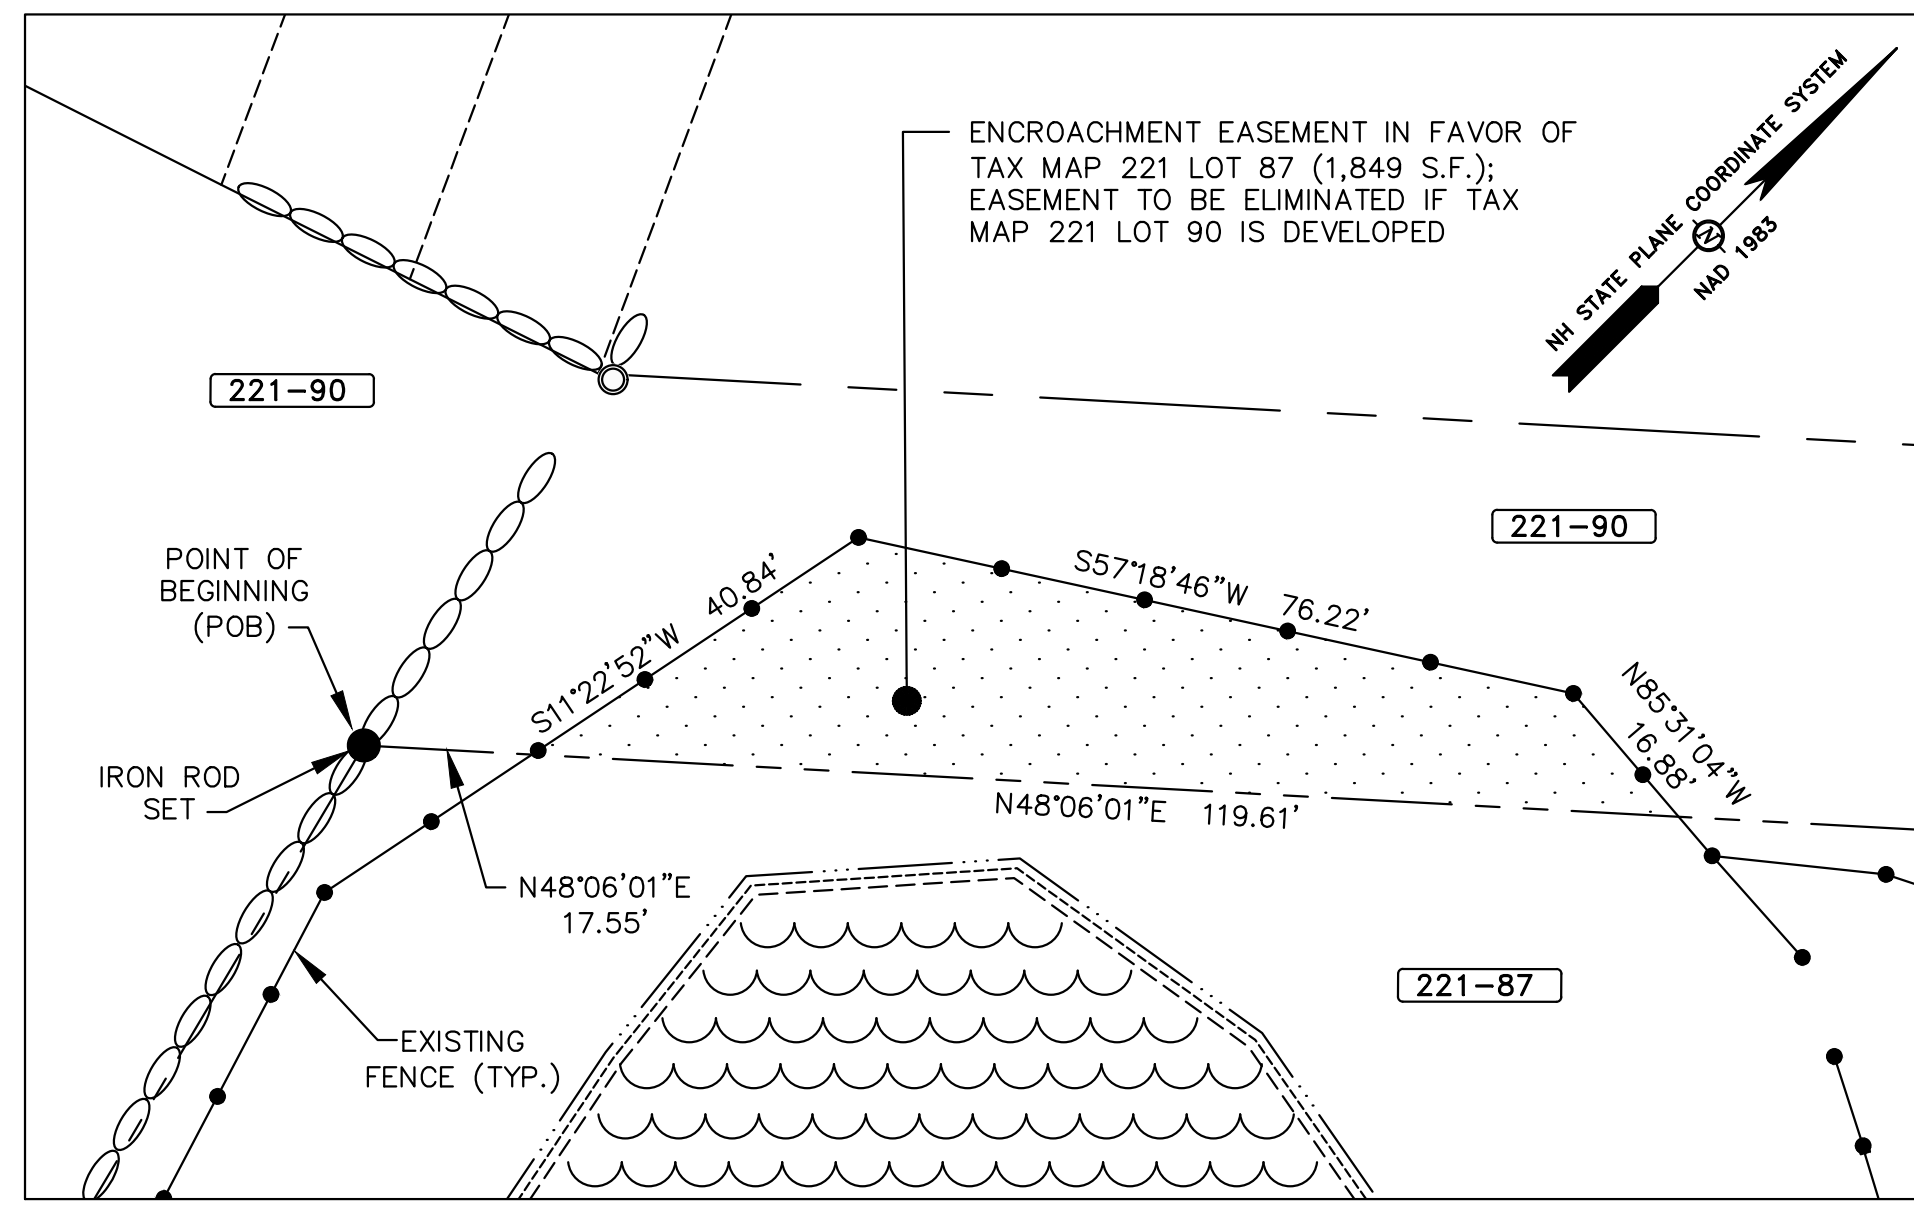 ENCROACHMENT EASEMENT IN FAVOR OF
TAX MAP 221 LOT 87 (1,849 S.F.);
EASEMENT TO BE ELIMINATED IF TAX
MAP 221 LOT 90 IS DEVELOPED
NH STATE PLANE COORDINATE SYSTEM
N
NAD 1983
221-90
221-90
POINT OF
BEGINNING
(POB)
S11°22'52"W 40.84'
S57°18'46"W 76.22'
N85°31'04"W
16.88'
IRON ROD
SET
N48°06'01"E 119.61'
N48°06'01"E
17.55'
221-87
EXISTING
FENCE (TYP.)